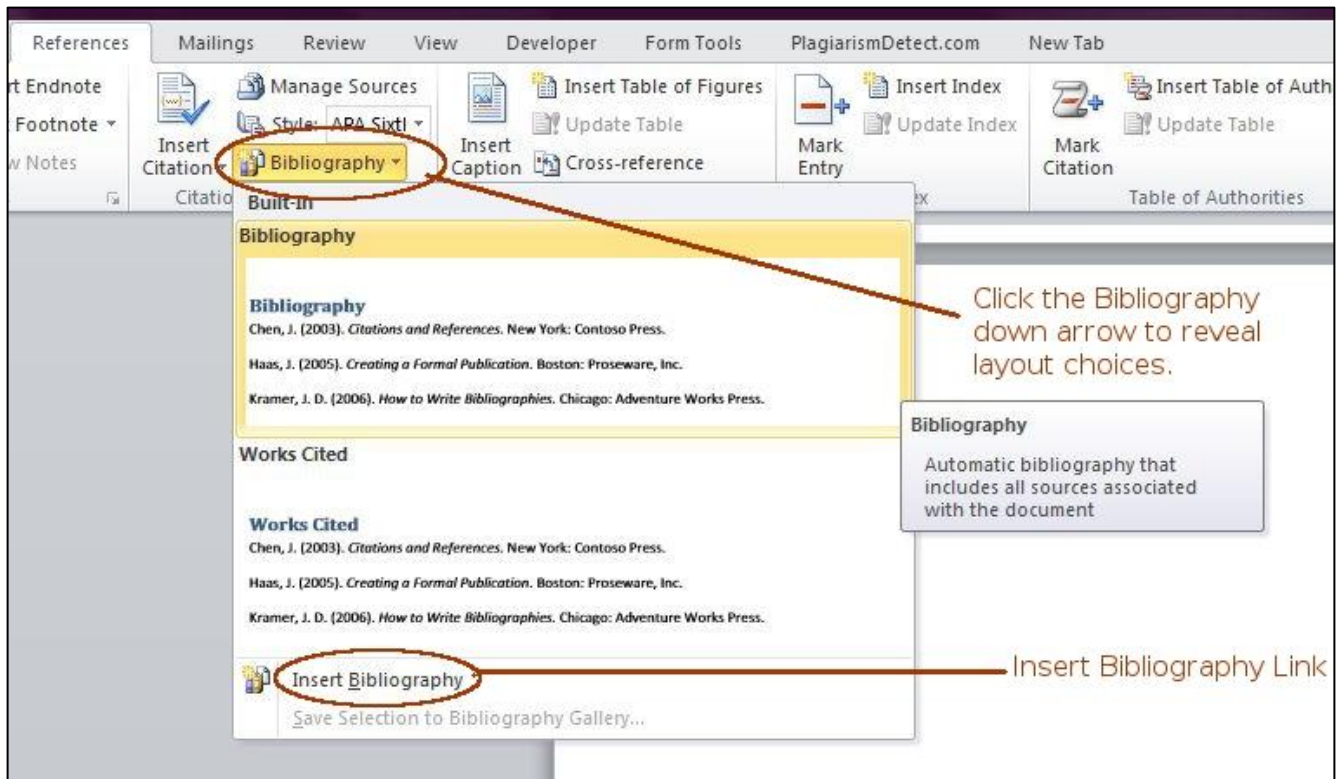 References Mailings Review View Developer Form Tools PlagiarismDetect.com New Tab
rt Endnote
Footnote
w Notes
Insert
Citation
Manage Sources
Style: APA Sixtl
Bibliography
Citatio
Insert
Caption
Insert Table of Figures
Update Table
Cross-reference
Mark
Entry
Insert Index
Update Index
ex
Mark
Citation
Insert Table of Auth
Update Table
Table of Authorities
Built-In
Bibliography
Bibliography
Chen, J. (2003). Citations and References. New York: Contoso Press.
Haas, J. (2005). Creating a Formal Publication. Boston: Proseware, Inc.
Kramer, J. D. (2006). How to Write Bibliographies. Chicago: Adventure Works Press.
Works Cited
Works Cited
Chen, J. (2003). Citations and References. New York: Contoso Press.
Haas, J. (2005). Creating a Formal Publication. Boston: Proseware, Inc.
Kramer, J. D. (2006). How to Write Bibliographies. Chicago: Adventure Works Press.
Insert Bibliography
Save Selection to Bibliography Gallery...
Click the Bibliography
down arrow to reveal
layout choices.
Bibliography
Automatic bibliography that
includes all sources associated
with the document
Insert Bibliography Link